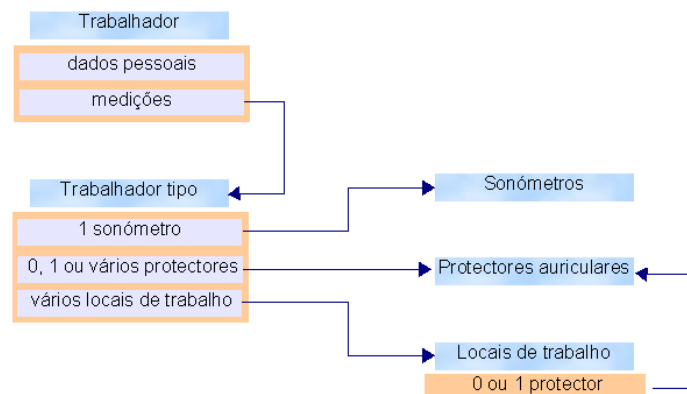 Trabalhador
dados pessoais
medições
Trabalhador tipo
1 sonómetro
0, 1 ou vários protectores
vários locais de trabalho
Sonómetros
Protectores auriculares
Locais de trabalho
0 ou 1 protector